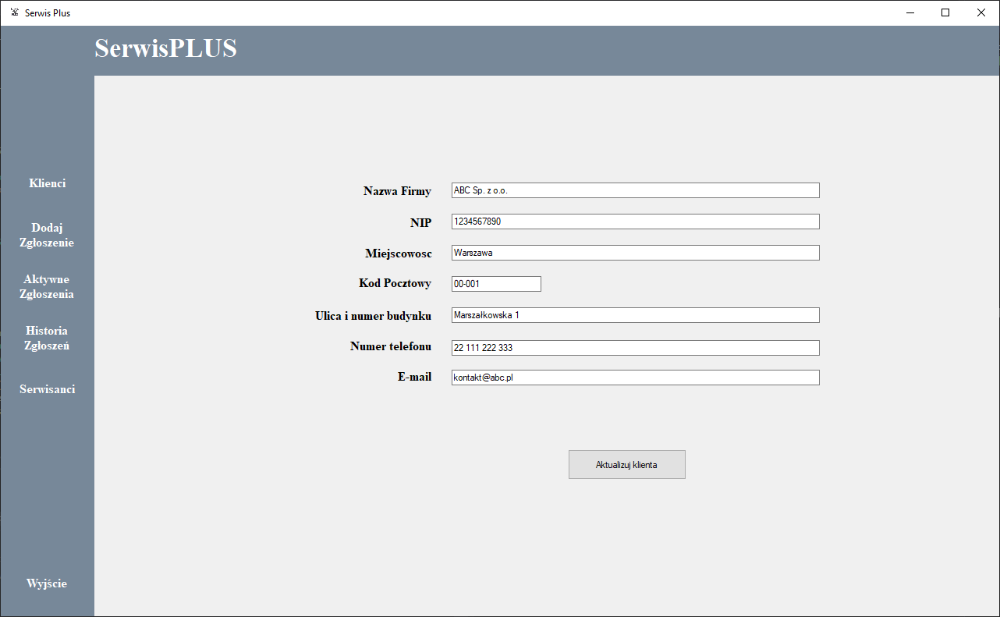 Serwis Plus
SerwisPLUS
Klienci
Dodaj
Zgłoszenie
Aktywne
Zgłoszenia
Historia
Zgłoszeń
Serwisanci
Wyjście
Nazwa Firmy ABC Sp. z o.o.
NIP 1234567890
Miejscowosc Warszawa
Kod Pocztowy 00-001
Ulica i numer budynku Marszałkowska 1
Numer telefonu 22 111 222 333
E-mail kontakt@abc.pl
Aktualizuj klienta